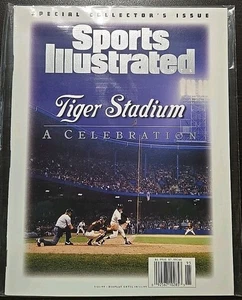 SPECIAL COLLECTOR'S ISSUE
Sports
Illustrated
Tiger Stadium
A CELEBRATION